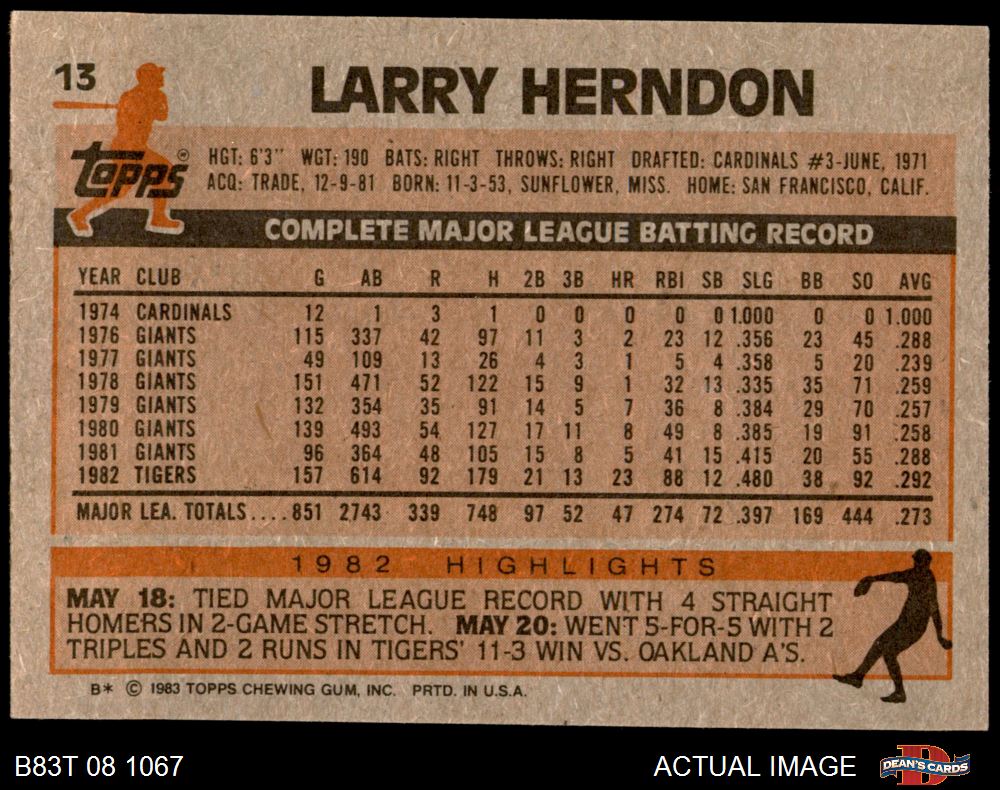 13
LARRY HERNDON
topps
HGT: 6'3" WGT: 190 BATS: RIGHT THROWS: RIGHT DRAFTED: CARDINALS #3-JUNE, 1971
ACQ: TRADE, 12-9-81 BORN: 11-3-53, SUNFLOWER, MISS. HOME: SAN FRANCISCO, CALIF.
COMPLETE MAJOR LEAGUE BATTING RECORD
YEAR CLUB G AB R H 2B 3B HR RBI SB SLG BB SO AVG
1974 CARDINALS 12 1 3 1 0 0 0 0 0 1.000 0 0 1.000
1976 GIANTS 115 337 42 97 11 3 2 23 12 .356 23 45 .288
1977 GIANTS 49 109 13 26 4 3 1 5 4 .358 5 20 .239
1978 GIANTS 151 471 52 122 15 9 1 32 13 .335 35 71 .259
1979 GIANTS 132 354 35 91 14 5 7 36 8 .384 29 70 .257
1980 GIANTS 139 493 54 127 17 11 8 49 8 .385 19 91 .258
1981 GIANTS 96 364 48 105 15 8 5 41 15 .415 20 55 .288
1982 TIGERS 157 614 92 179 21 13 23 88 12 .480 38 92 .292
MAJOR LEA. TOTALS....851 2743 339 748 97 52 47 274 72 .397 169 444 .273
1982 HIGHLIGHTS
MAY 18: TIED MAJOR LEAGUE RECORD WITH 4 STRAIGHT
HOMERS IN 2-GAME STRETCH. MAY 20: WENT 5-FOR-5 WITH 2
TRIPLES AND 2 RUNS IN TIGERS' 11-3 WIN VS. OAKLAND A'S.
B* © 1983 TOPPS CHEWING GUM, INC. PRTD. IN U.S.A.
B83T 08 1067 ACTUAL IMAGE DEAN'S CARDS